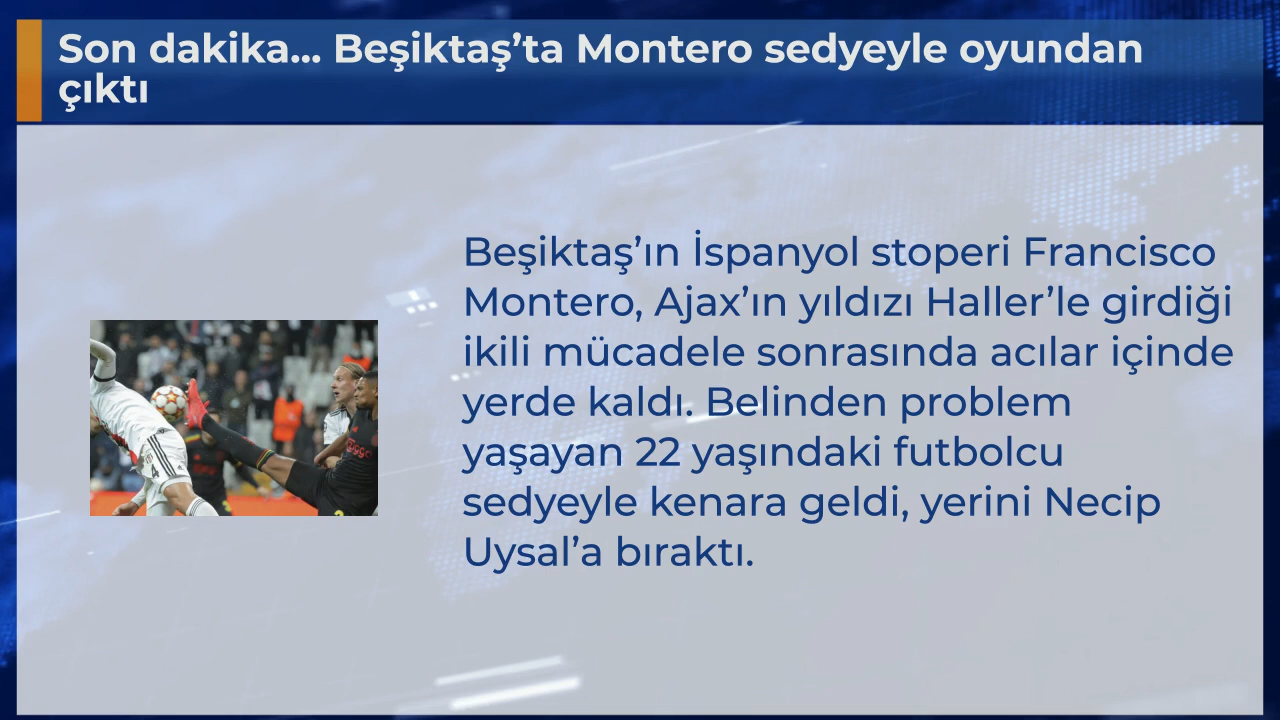 Son dakika... Beşiktaş’ta Montero sedyeyle oyundan
çıktı
Beşiktaş’ın İspanyol stoperi Francisco
Montero, Ajax’ın yıldızı Haller’le girdiği
ikili mücadele sonrasında acılar içinde
yerde kaldı. Belinden problem
yaşayan 22 yaşındaki futbolcu
sedyeyle kenara geldi, yerini Necip
Uysal’a bıraktı.
4